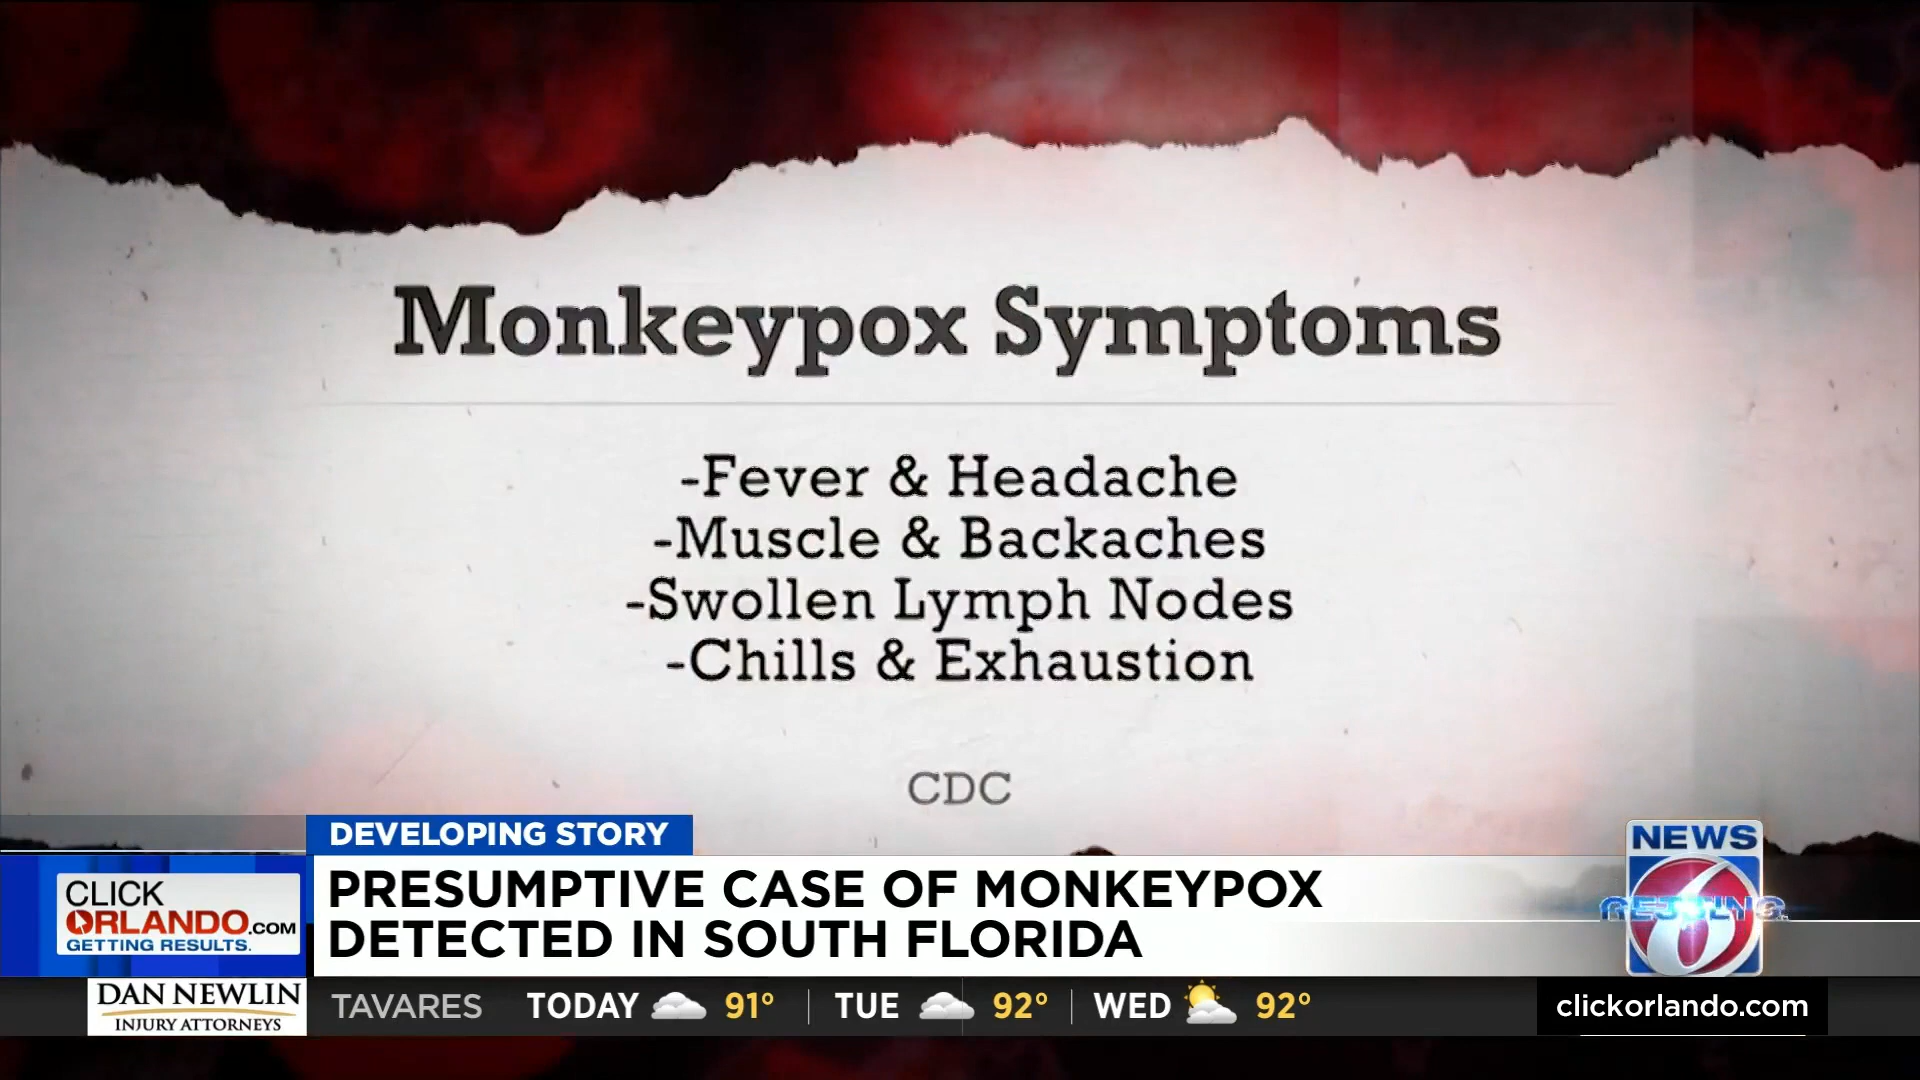 Monkeypox Symptoms
-Fever & Headache
-Muscle & Backaches
-Swollen Lymph Nodes
-Chills & Exhaustion
CDC
DEVELOPING STORY
PRESUMPTIVE CASE OF MONKEYPOX
DETECTED IN SOUTH FLORIDA
CLICK
ORLANDO.COM
GETTING RESULTS.
NEWS
6
DAN NEWLIN
INJURY ATTORNEYS
TAVARES TODAY 91° TUE 92° WED 92°
clickorlando.com